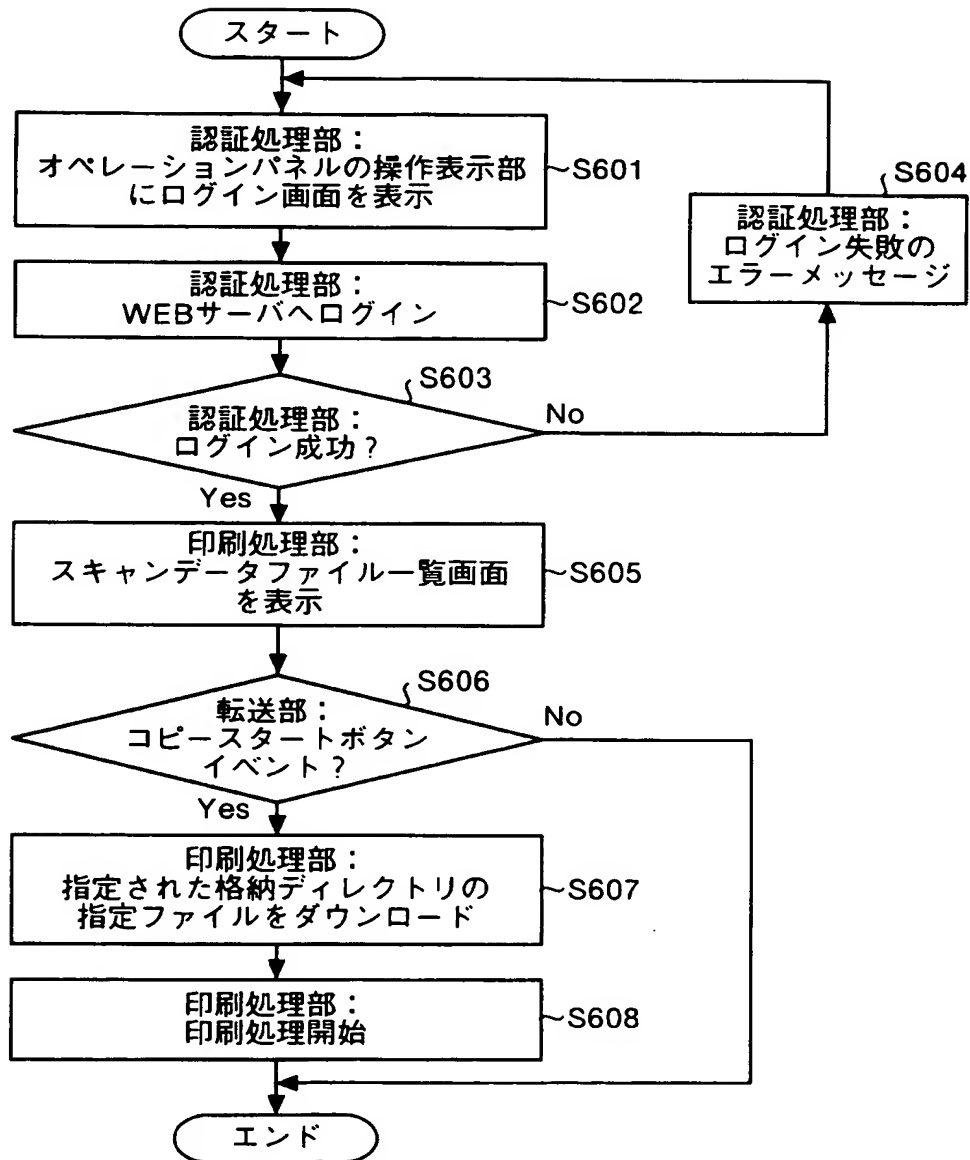 スタート
認証処理部：
オペレーションパネルの操作表示部
にログイン画面を表示
S601
認証処理部：
WEBサーバへログイン
S602
S603
認証処理部：
ログイン成功？
No
Yes
S604
認証処理部：
ログイン失敗の
エラーメッセージ
印刷処理部：
スキャンデータファイル一覧画面
を表示
S605
S606
転送部：
コピースタートボタン
イベント？
No
Yes
印刷処理部：
指定された格納ディレクトリの
指定ファイルをダウンロード
S607
印刷処理部：
印刷処理開始
S608
エンド